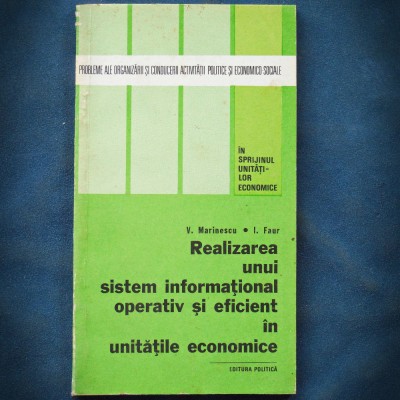 PROBLEME ALE ORGANIZĂRII ȘI CONDUCERII ACTIVITĂȚII POLITICE ȘI ECONOMICO-SOCIALE
ÎN
SPRIJINUL
UNITĂȚI-
LOR
ECONOMICE
V. Marinescu • I. Faur
Realizarea
unui
sistem informațional
operativ și eficient
în
unitățile economice
EDITURA POLITICĂ